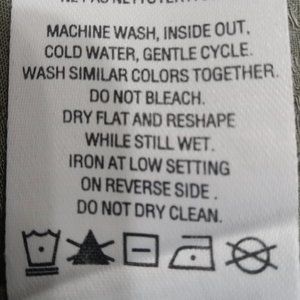 MACHINE WASH, INSIDE OUT.
COLD WATER, GENTLE CYCLE.
WASH SIMILAR COLORS TOGETHER.
DO NOT BLEACH.
DRY FLAT AND RESHAPE
WHILE STILL WET.
IRON AT LOW SETTING
ON REVERSE SIDE .
DO NOT DRY CLEAN.